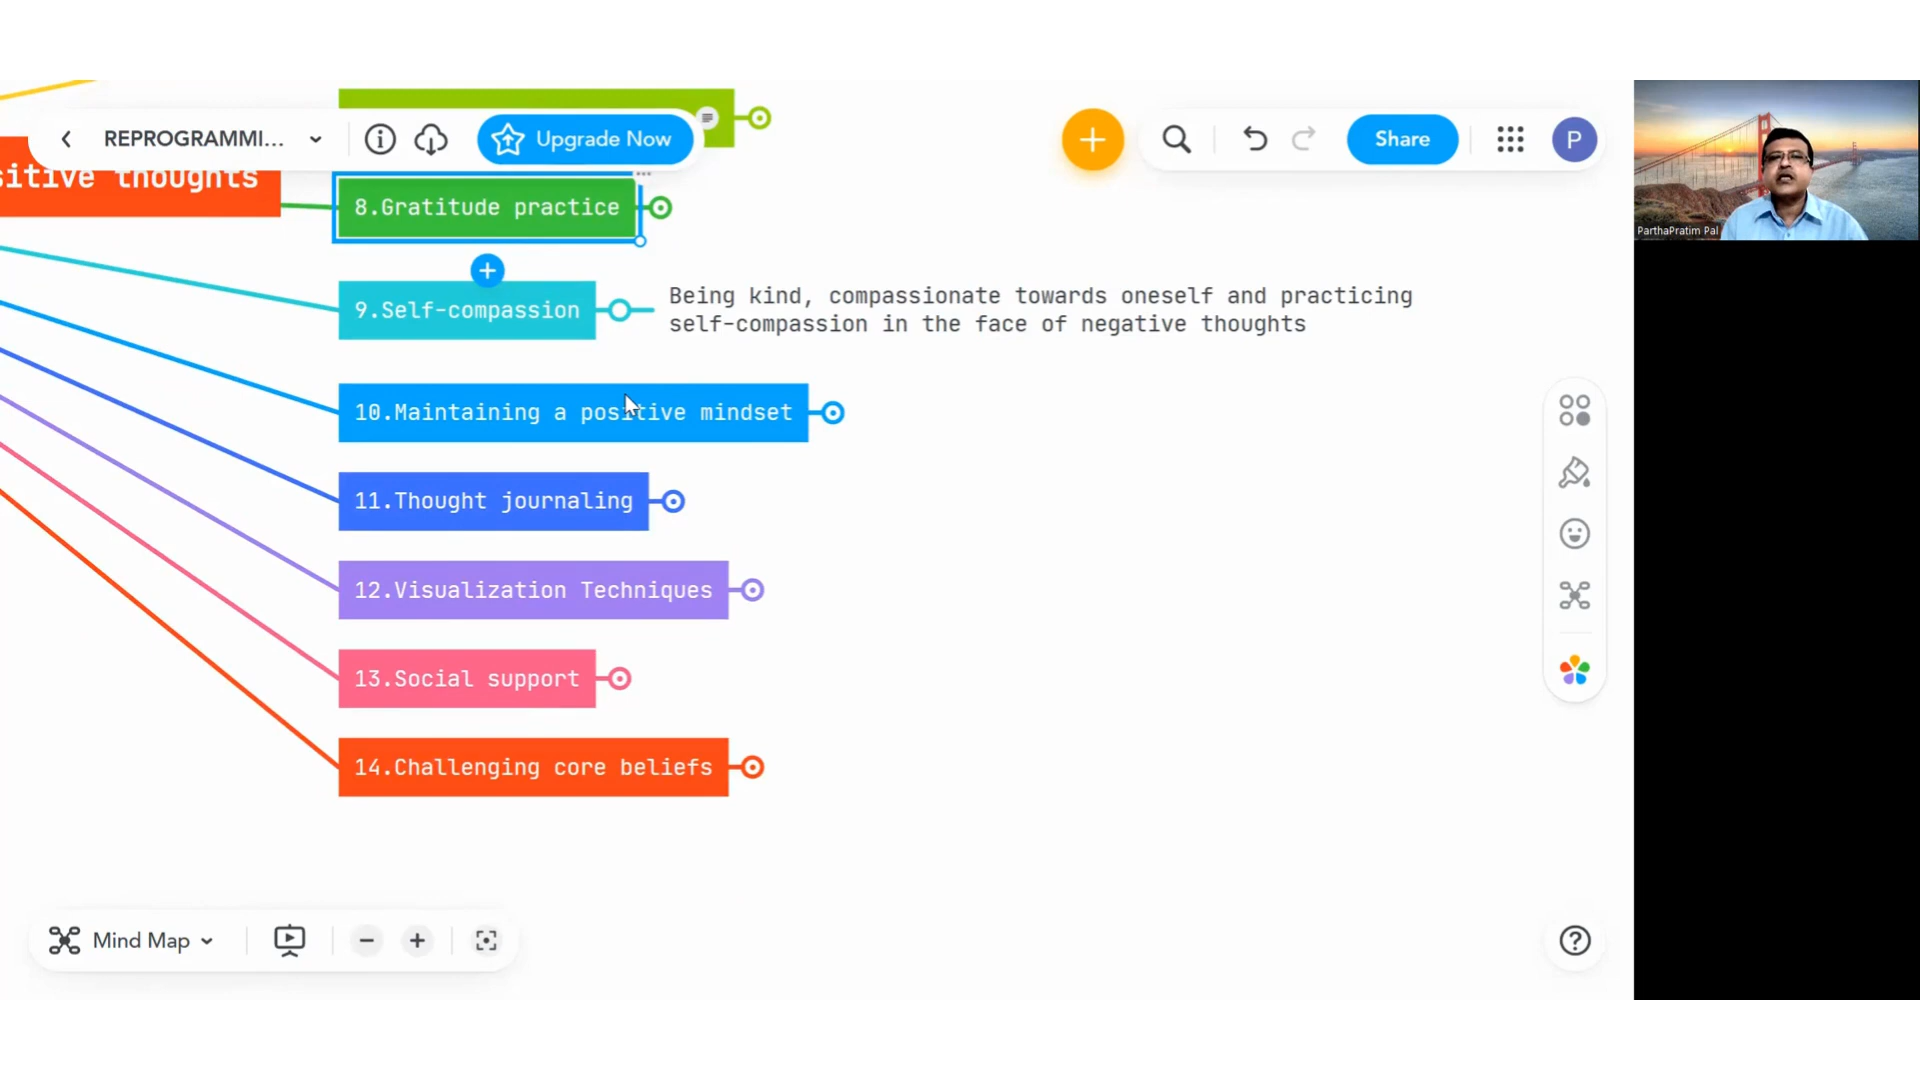 REPROGRAMMI...
Upgrade Now
Share
P
sitive thoughts
8.Gratitude practice
9.Self-compassion
Being kind, compassionate towards oneself and practicing
self-compassion in the face of negative thoughts
10.Maintaining a positive mindset
11.Thought journaling
12.Visualization Techniques
13.Social support
14.Challenging core beliefs
Mind Map
ParthaPratim Pal